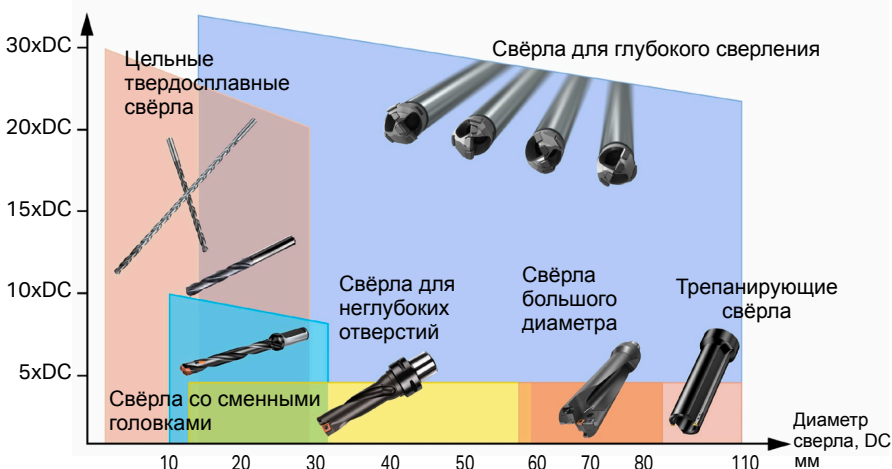 30xDC
20xDC
15xDC
10xDC
5xDC
Цельные
твердосплавные
свёрла
Свёрла для глубокого сверления
Свёрла для
неглубоких
отверстий
Свёрла
большого
диаметра
Трепанирующие
свёрла
Свёрла со сменными
головками
10 20 30 40 50 60 70 80 110
Диаметр
сверла, DC
мм